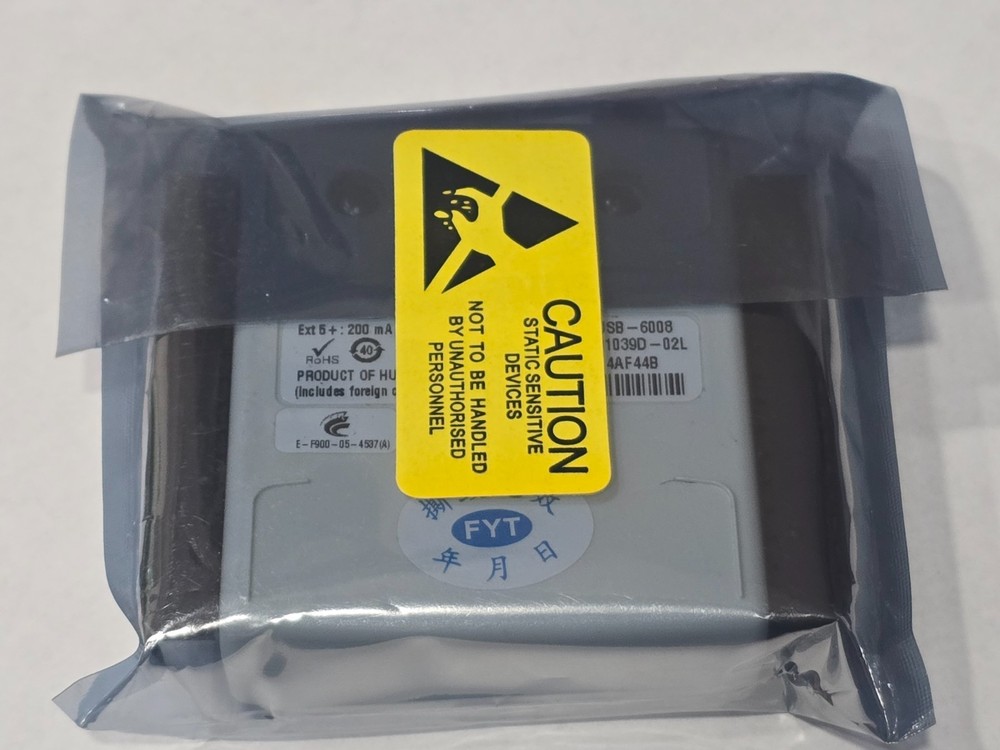 Ext 5+: 200 mA
RoHS
40
PRODUCT OF HU
(Includes foreign c
E-F900-05-4537(A)
SB-6008
1039D-02L
4AF44B
CAUTION
STATIC SENSITIVE
DEVICES
NOT TO BE HANDLED
BY UNAUTHORISED
PERSONNEL
FYT
年 月 日